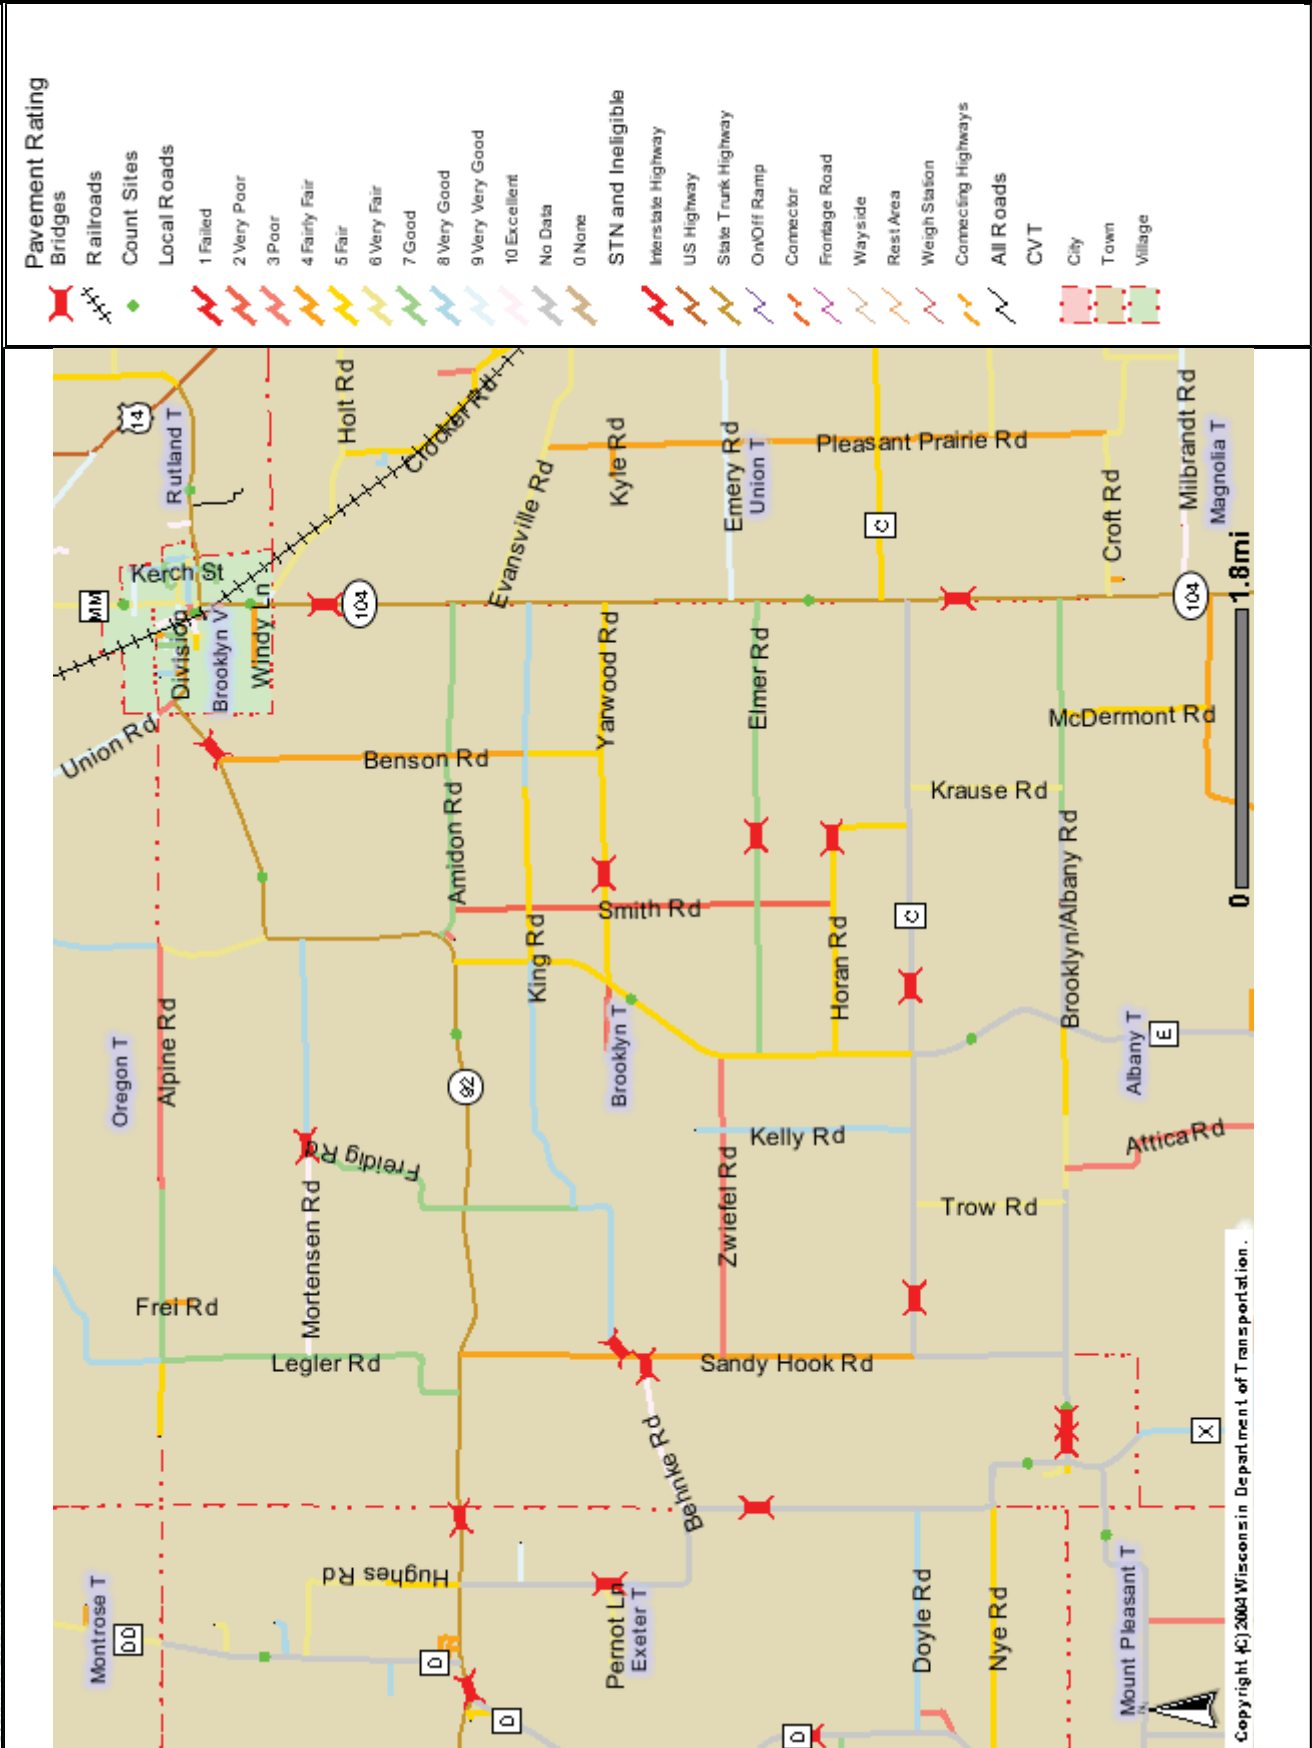 Pavement Rating
Bridges
Railroads
Count Sites
Local Roads
1 Failed
2 Very Poor
3 Poor
4 Fairly Fair
5 Fair
6 Very Fair
7 Good
8 Very Good
9 Very Very Good
10 Excellent
No Data
0 None
STN and Ineligible
Interstate Highway
US Highway
State Trunk Highway
On/Off Ramp
Connector
Frontage Road
Wayside
Rest Area
Weigh Station
Connecting Highways
All Roads
CVT
City
Town
Village
14
Rutland T
Holt Rd
Crocker Rd
Kyle Rd
Evansville Rd
Emery Rd
Union T
Pleasant Prairie Rd
C
Croft Rd
Milbrandt Rd
Magnolia T
MM
Kerch St
Division
Brooklyn V
Windy Ln
104
104
1.8mi
0
Union Rd
Benson Rd
Yarwood Rd
Elmer Rd
McDermont Rd
Krause Rd
Amidon Rd
Smith Rd
King Rd
Horan Rd
C
Brooklyn/Albany Rd
Oregon T
Alpine Rd
92
Brooklyn T
Albany T
E
Freidig Rd
Kelly Rd
Zwiefel Rd
Attica Rd
Trow Rd
Frei Rd
Mortensen Rd
Legler Rd
Sandy Hook Rd
Behnke Rd
X
Montrose T
DD
Hughes Rd
D
D
D
Pernot Ln
Exeter T
Doyle Rd
Nye Rd
Mount Pleasant T
N
Copyright (C) 2004 Wisconsin Department of Transportation.